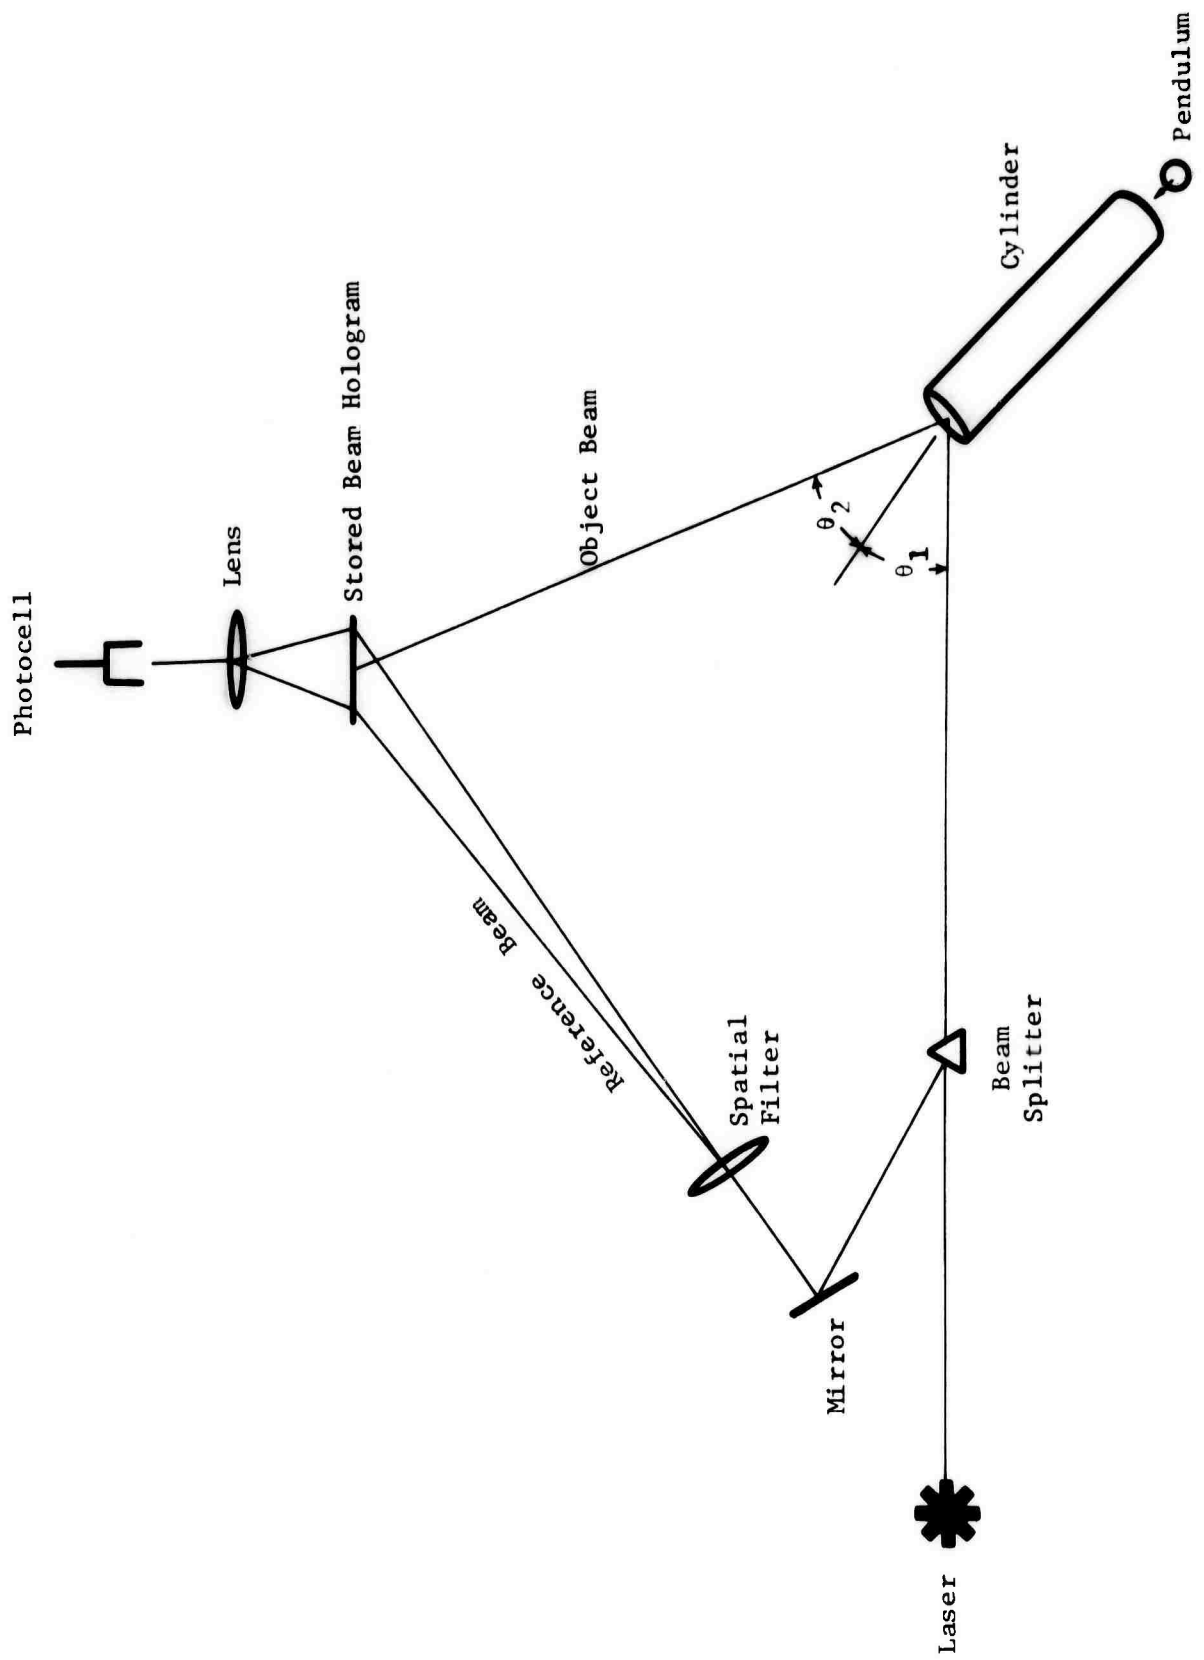 Photocell
Lens
Stored Beam Hologram
Object Beam
Reference Beam
Cylinder
Pendulum
θ2
θ1
Spatial
Filter
Mirror
Beam
Splitter
Laser